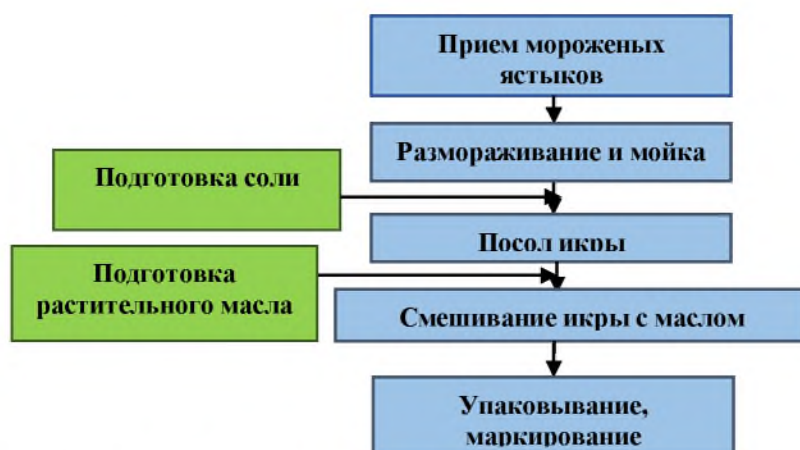 Прием мороженых
ястыков
Размораживание и мойка
Подготовка соли
Посол икры
Подготовка
растительного масла
Смешивание икры с маслом
Упаковывание,
маркирование